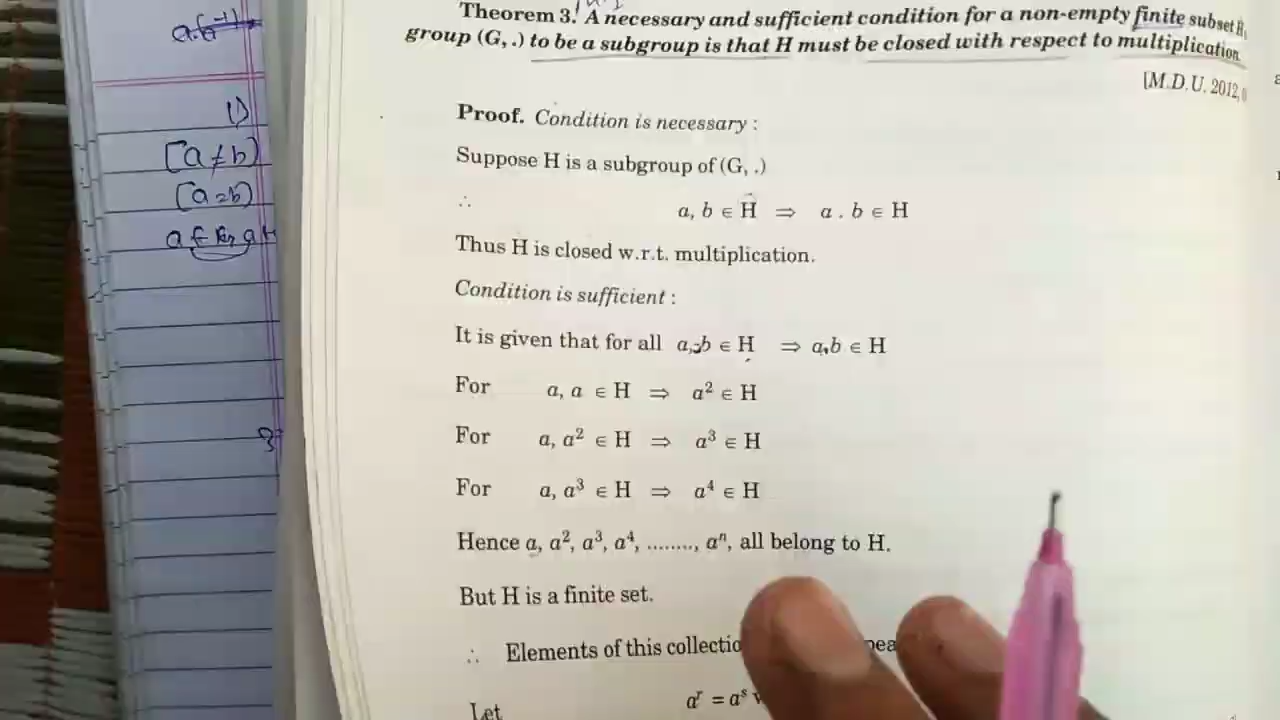 Theorem 3. A necessary and sufficient condition for a non-empty finite subset H
group (G, .) to be a subgroup is that H must be closed with respect to multiplication.
[M.D.U. 2012,
Proof. Condition is necessary :
Suppose H is a subgroup of (G, .)
∴ a, b ∈ H ⇒ a . b ∈ H
Thus H is closed w.r.t. multiplication.
Condition is sufficient :
It is given that for all a, b ∈ H ⇒ a.b ∈ H
For a, a ∈ H ⇒ a² ∈ H
For a, a² ∈ H ⇒ a³ ∈ H
For a, a³ ∈ H ⇒ a⁴ ∈ H
Hence a, a², a³, a⁴, ........, aⁿ, all belong to H.
But H is a finite set.
∴ Elements of this
Let aʳ = aˢ
1)
[a ≠ b)
[a=b)